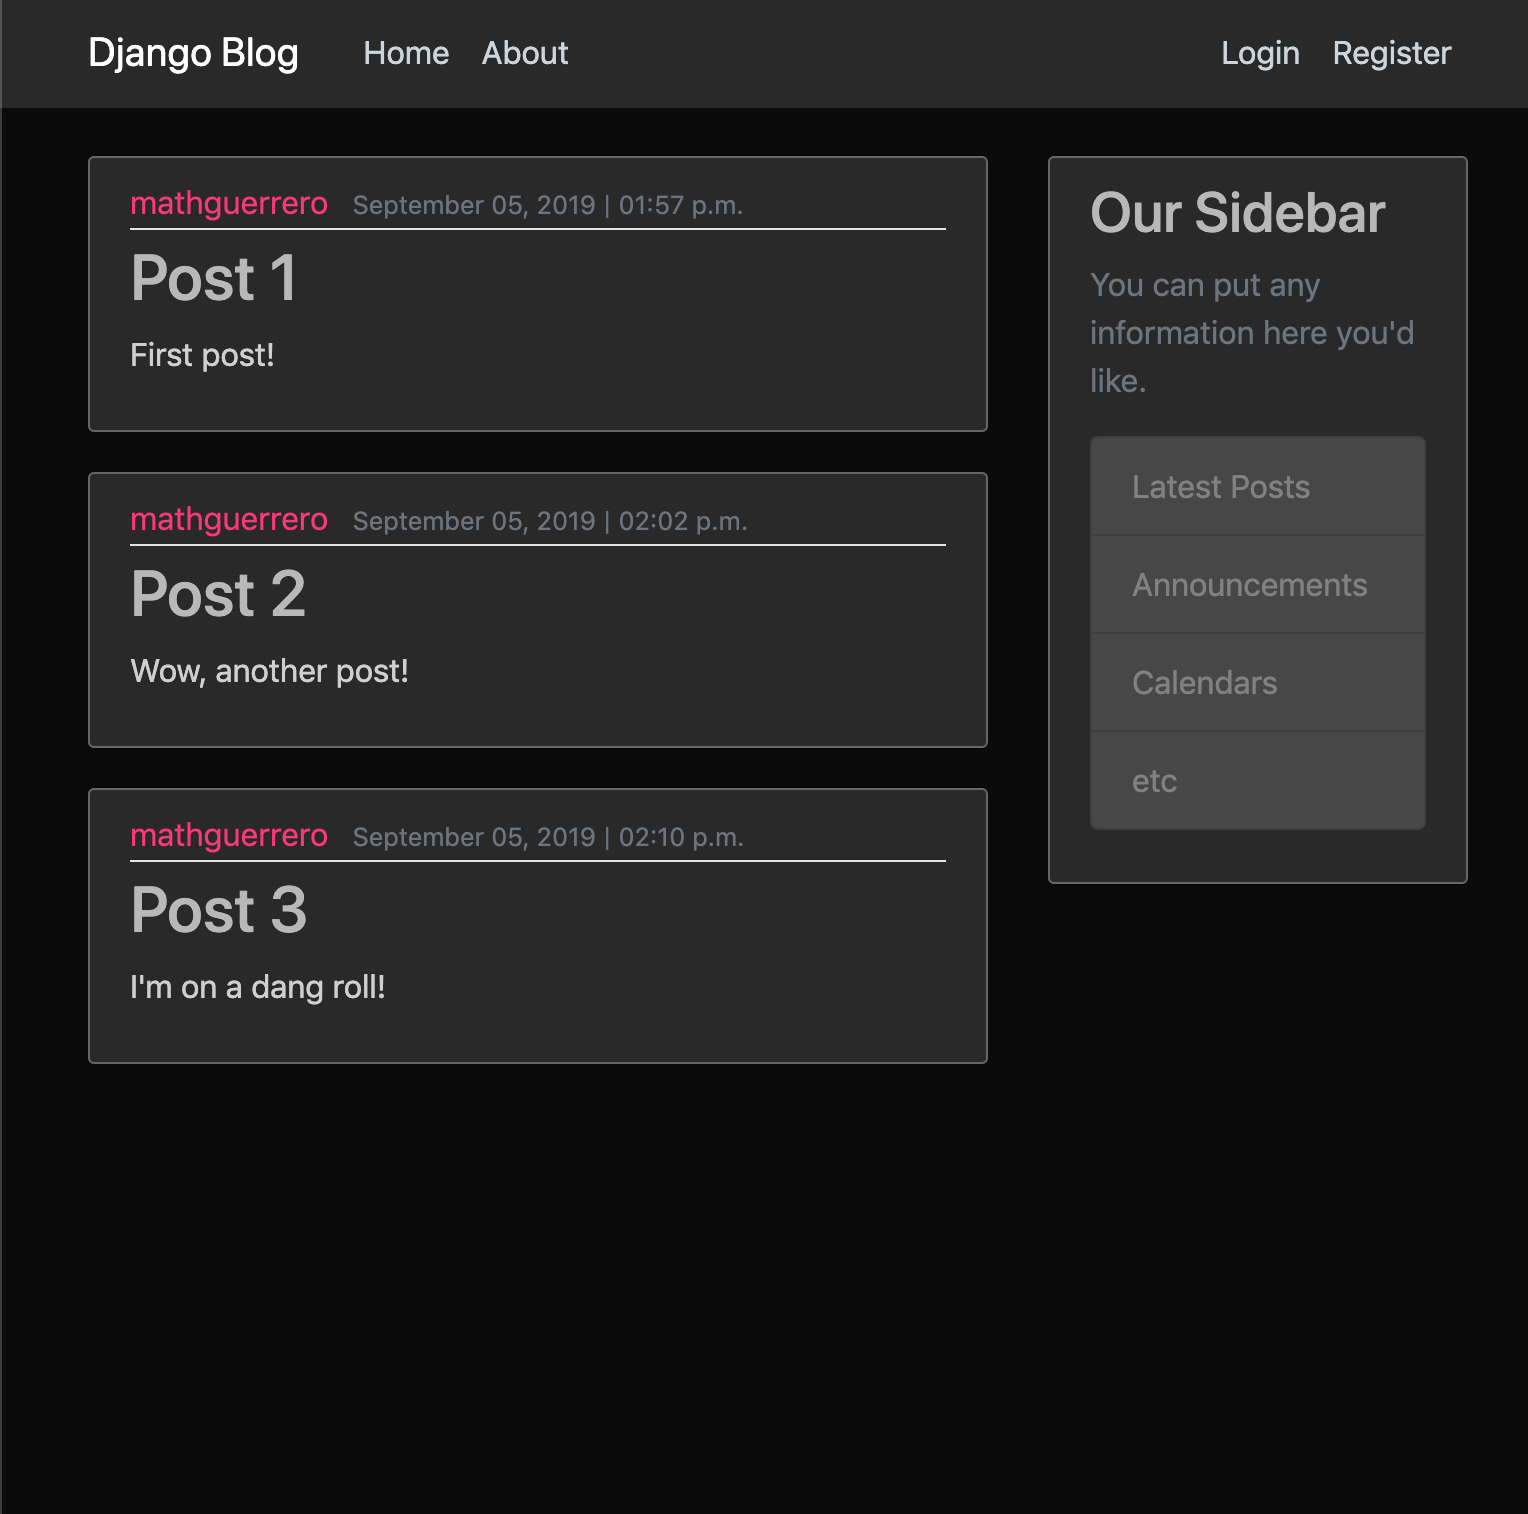 Django Blog Home About Login Register
mathguerrero September 05, 2019 | 01:57 p.m.
Post 1
First post!
mathguerrero September 05, 2019 | 02:02 p.m.
Post 2
Wow, another post!
mathguerrero September 05, 2019 | 02:10 p.m.
Post 3
I'm on a dang roll!
Our Sidebar
You can put any
information here you'd
like.
Latest Posts
Announcements
Calendars
etc